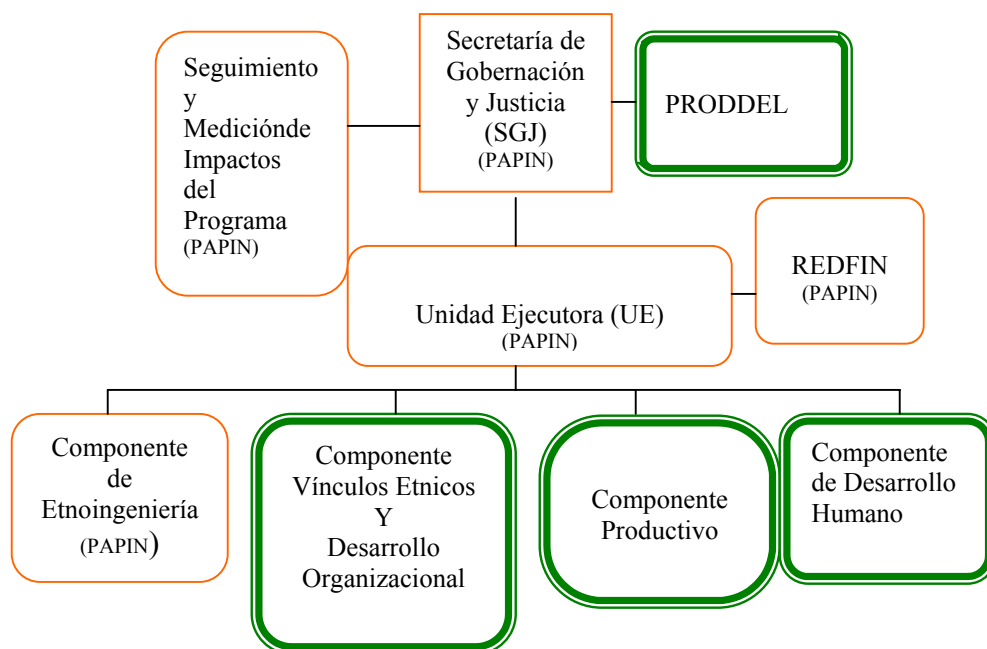 Seguimiento
y
Mediciónde
Impactos
del
Programa
(PAPIN)
Secretaría de
Gobernación
y Justicia
(SGJ)
(PAPIN)
PRODDEL
REDFIN
(PAPIN)
Unidad Ejecutora (UE)
(PAPIN)
Componente
de
Etnoingeniería
(PAPIN)
Componente
Vínculos Etnicos
Y
Desarrollo
Organizacional
Componente
Productivo
Componente
de Desarrollo
Humano